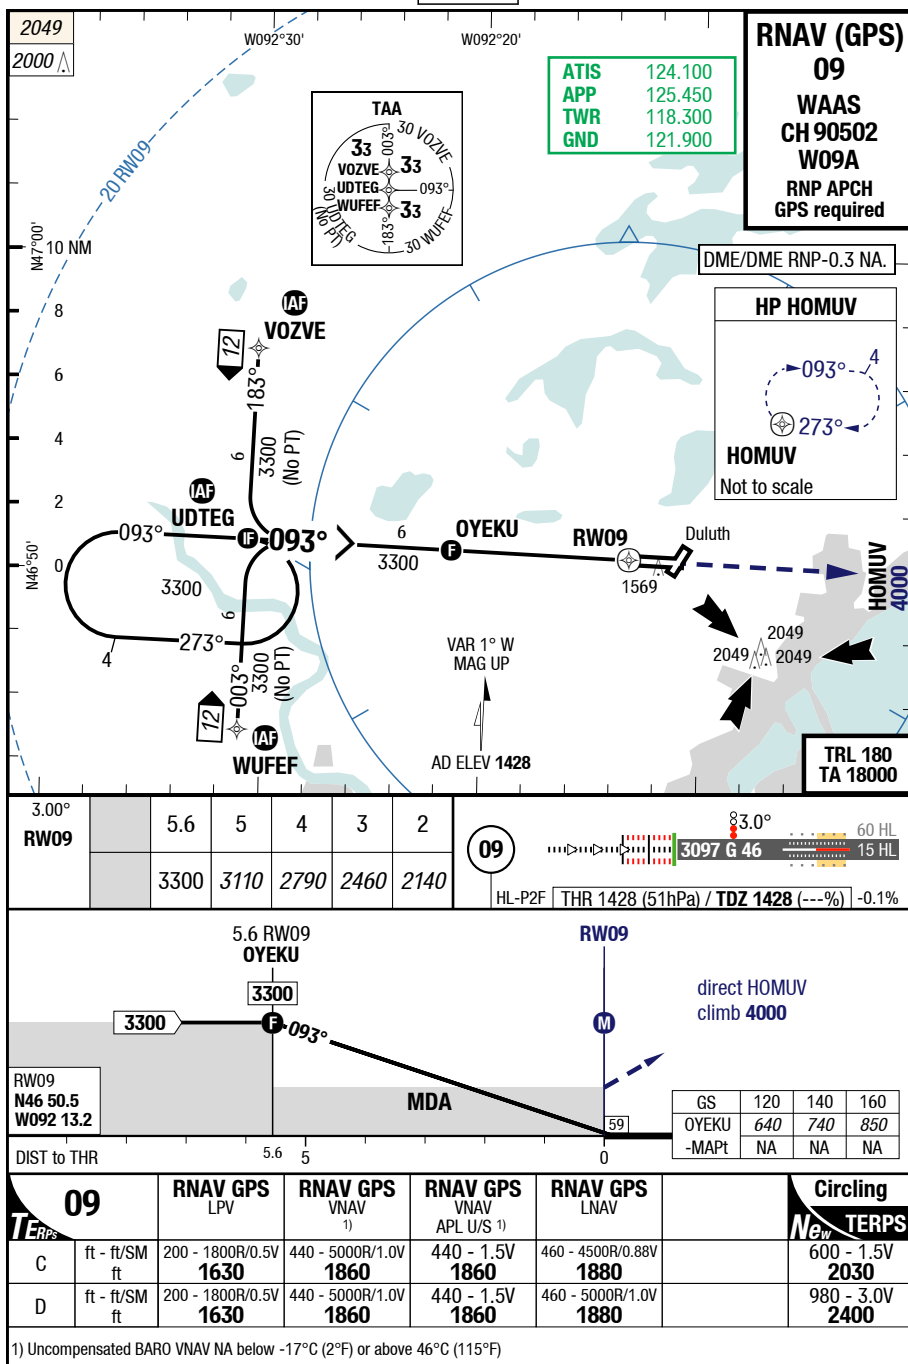 2049
2000
W092°30'
W092°20'
RNAV (GPS)
09
WAAS
CH 90502
W09A
RNP APCH
GPS required
ATIS 124.100
APP 125.450
TWR 118.300
GND 121.900
TAA
30 VOZVE
003°
33
VOZVE
33
UDTEG
093°
WUFEF
33
30 UDTEG
(No PT)
183°
30 WUFEF
20 RW09
N47°00'
10 NM
8
6
4
2
0
N46°50'
DME/DME RNP-0.3 NA.
HP HOMUV
093°
4
273°
HOMUV
Not to scale
IAF
VOZVE
12
183°
6
3300
(No PT)
IAF
UDTEG
093°
IF
093°
6
3300
OYEKU
F
RW09
1569
Duluth
HOMUV
4000
3300
273°
4
6
3300
(No PT)
003°
12
IAF
WUFEF
VAR 1° W
MAG UP
AD ELEV 1428
2049
2049
2049
TRL 180
TA 18000
3.00°
RW09
5.6 5 4 3 2
3300 3110 2790 2460 2140
09
3.0°
60 HL
3097 G 46
15 HL
HL-P2F
THR 1428 (51hPa) / TDZ 1428 (---%)
-0.1%
5.6 RW09
OYEKU
3300
3300
F
093°
RW09
M
direct HOMUV
climb 4000
MDA
59
RW09
N46 50.5
W092 13.2
GS 120 140 160
OYEKU 640 740 850
-MAPt NA NA NA
DIST to THR
5.6
5
0
09
TERPs
RNAV GPS
LPV
RNAV GPS
VNAV
1)
RNAV GPS
VNAV
APL U/S 1)
RNAV GPS
LNAV
Circling
New TERPS
C ft - ft/SM 200 - 1800R/0.5V 440 - 5000R/1.0V 440 - 1.5V 460 - 4500R/0.88V 600 - 1.5V
ft 1630 1860 1860 1880 2030
D ft - ft/SM 200 - 1800R/0.5V 440 - 5000R/1.0V 440 - 1.5V 460 - 5000R/1.0V 980 - 3.0V
ft 1630 1860 1860 1880 2400
1) Uncompensated BARO VNAV NA below -17°C (2°F) or above 46°C (115°F)